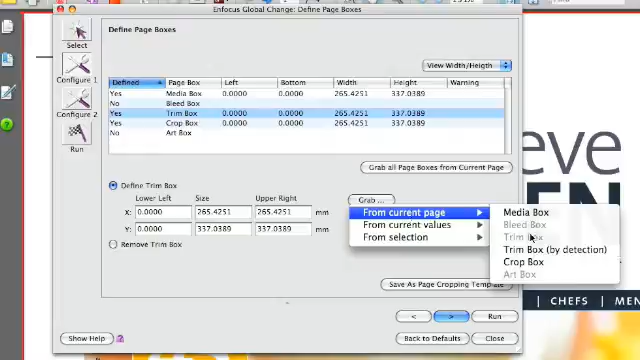 Enfocus Global Change: Define Page Boxes
Select
Configure 1
Configure 2
Run
Define Page Boxes
View Width/Heigth
Defined Page Box Left Bottom Width Height Warning
Yes Media Box 0.0000 0.0000 265.4251 337.0389
No Bleed Box
Yes Trim Box 0.0000 0.0000 265.4251 337.0389
Yes Crop Box 0.0000 0.0000 265.4251 337.0389
No Art Box
Grab all Page Boxes from Current Page
Define Trim Box
Lower Left Size Upper Right
X: 0.0000 265.4251 265.4251 mm
Y: 0.0000 337.0389 337.0389 mm
Remove Trim Box
Grab ...
From current page
From current values
From selection
Media Box
Bleed Box
Trim Box
Trim Box (by detection)
Crop Box
Art Box
Save As Page Cropping Template
< > Run
Show Help ? Back to Defaults Close
eve
EN
CHEFS | MEN